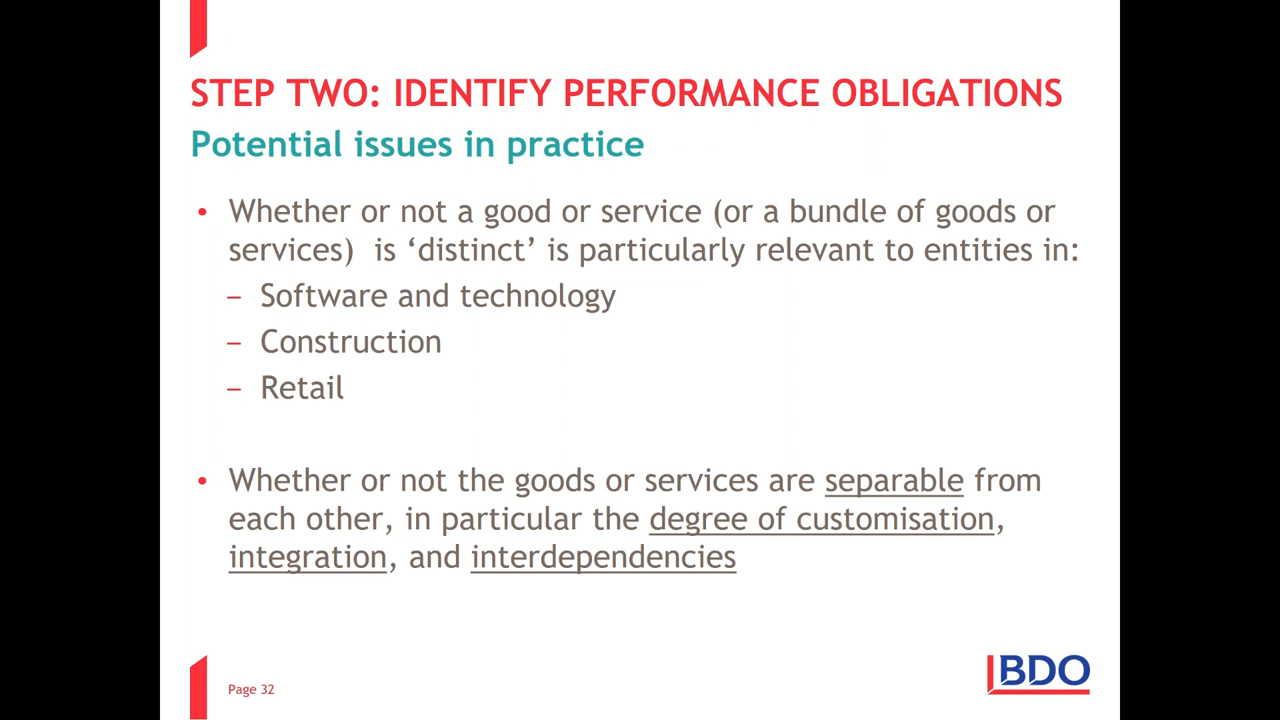 STEP TWO: IDENTIFY PERFORMANCE OBLIGATIONS
Potential issues in practice
• Whether or not a good or service (or a bundle of goods or
services)  is ‘distinct’ is particularly relevant to entities in:
– Software and technology
– Construction
– Retail
• Whether or not the goods or services are separable from
each other, in particular the degree of customisation,
integration, and interdependencies
Page 32
BDO